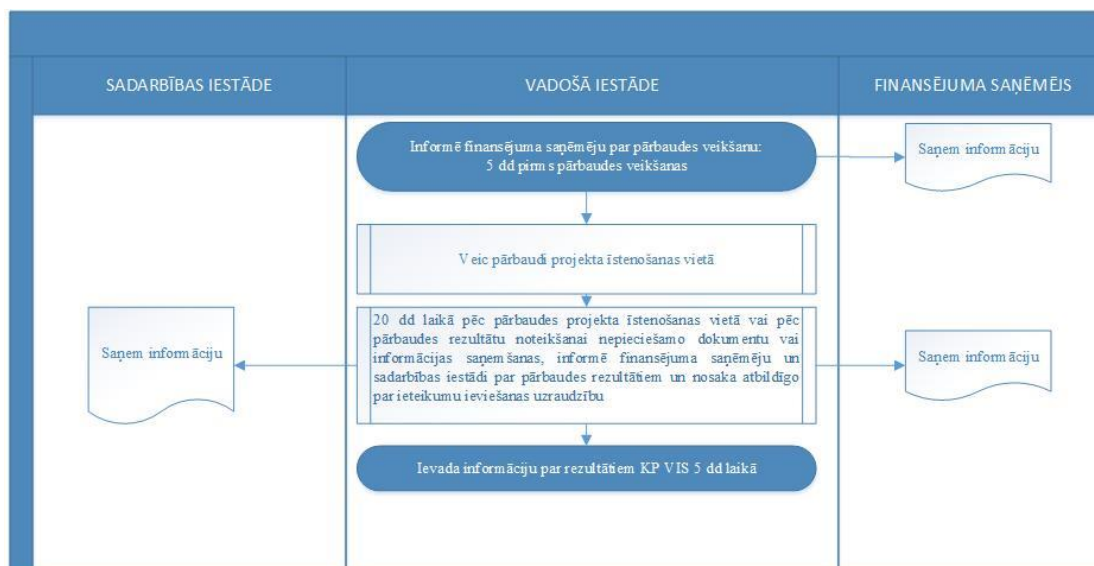 SADARBĪBAS IESTĀDE
VADOŠĀ IESTĀDE
FINANSĒJUMA SAŅĒMĒJS
Informē finansējuma saņēmēju par pārbaudes veikšanu:
5 dd pirms pārbaudes veikšanas
Saņem informāciju
Veic pārbaudi projekta īstenošanas vietā
Saņem informāciju
20 dd laikā pēc pārbaudes projekta īstenošanas vietā vai pēc
pārbaudes rezultātu noteikšanai nepieciešamo dokumentu vai
informācijas saņemšanas, informē finansējuma saņēmēju un
sadarbības iestādi par pārbaudes rezultātiem un nosaka atbildīgo
par ieteikumu ieviešanas uzraudzību
Saņem informāciju
Ievada informāciju par rezultātiem KP VIS 5 dd laikā